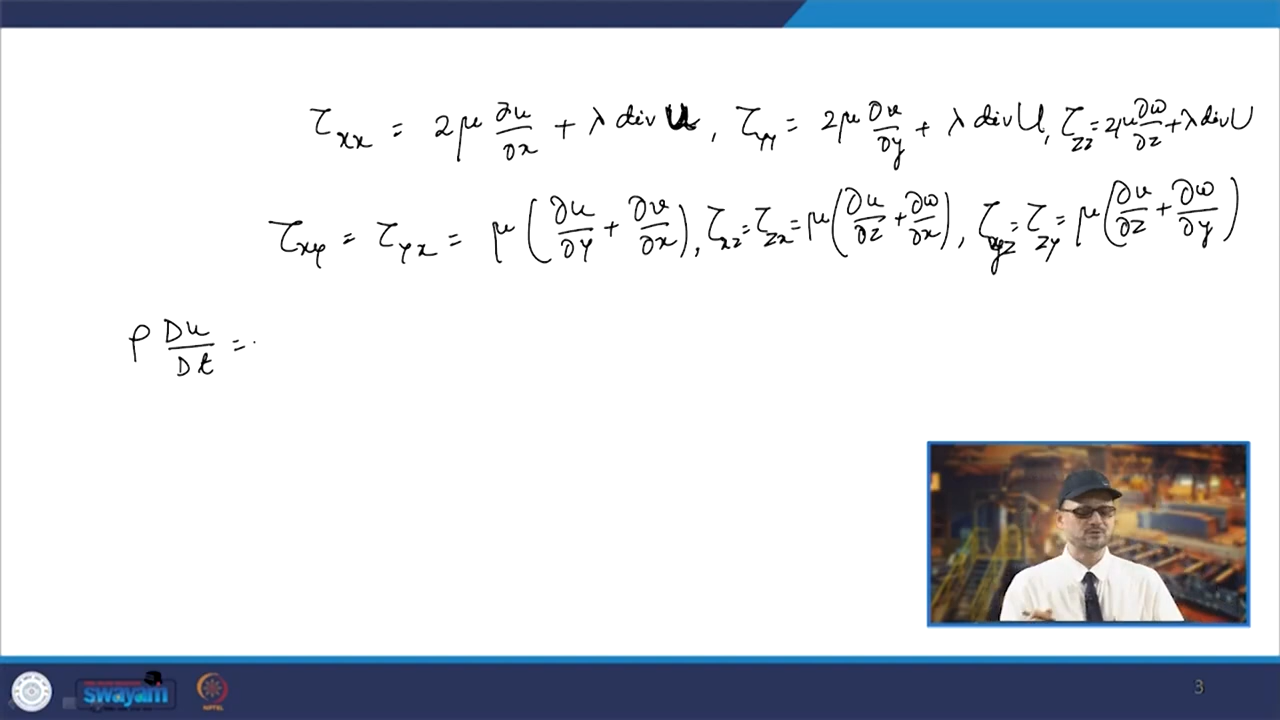 τxx = 2μ ∂u/∂x + λ div U, τyy = 2μ ∂v/∂y + λ div U, τzz = 2μ ∂w/∂z + λ div U
τxy = τyx = μ(∂u/∂y + ∂v/∂x), τxz = τzx = μ(∂u/∂z + ∂w/∂x), τyz = τzy = μ(∂v/∂z + ∂w/∂y)
ρ Du/Dt =
swayam
NPTEL
3